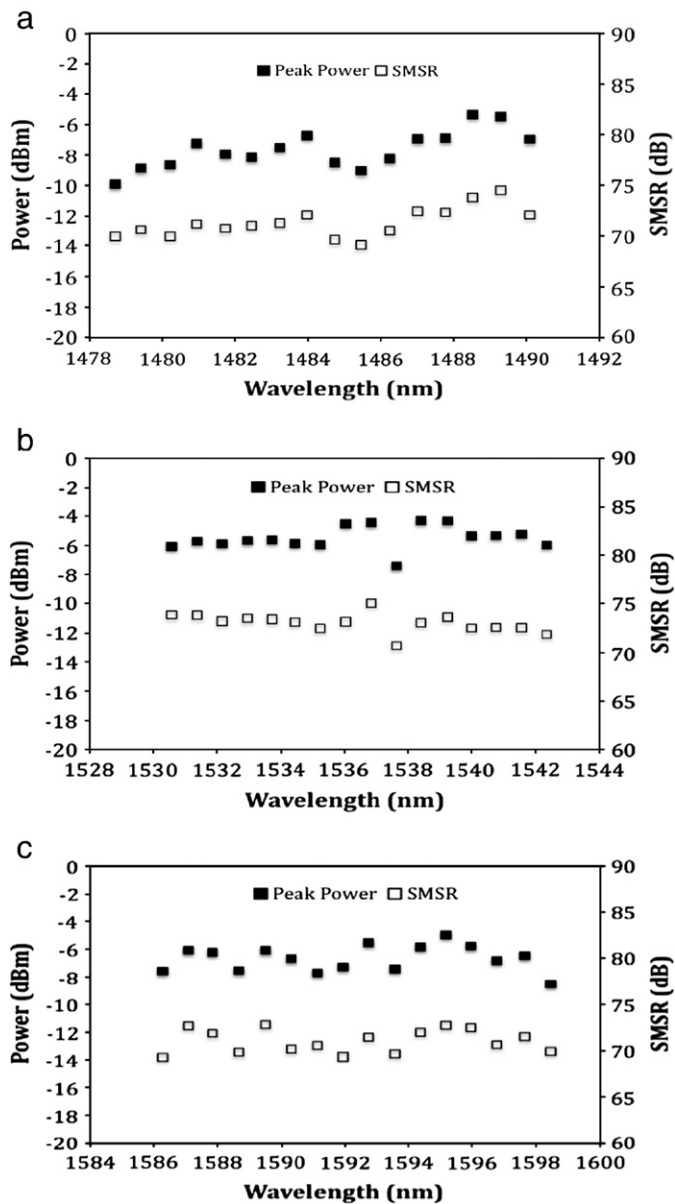 a
0 90
-2 85
Peak Power SMSR
-4
-6 80
-8
-10 75
-12 70
-14
-16 65
-18
-20 60
Power (dBm)
SMSR (dB)
1478 1480 1482 1484 1486 1488 1490 1492
Wavelength (nm)
b
0 90
-2 85
Peak Power SMSR
-4
-6 80
-8
-10 75
-12 70
-14
-16 65
-18
-20 60
Power (dBm)
SMSR (dB)
1528 1530 1532 1534 1536 1538 1540 1542 1544
Wavelength (nm)
c
0 90
-2 85
Peak Power SMSR
-4
-6 80
-8
-10 75
-12 70
-14
-16 65
-18
-20 60
Power (dBm)
SMSR (dB)
1584 1586 1588 1590 1592 1594 1596 1598 1600
Wavelength (nm)